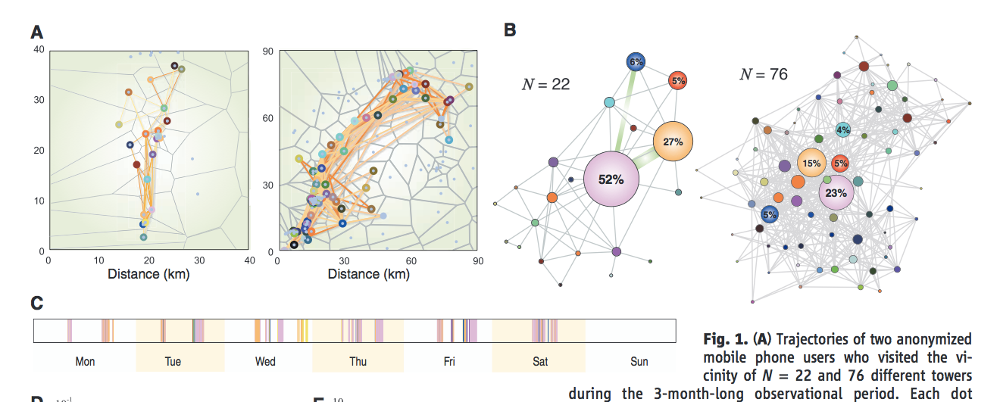 A
B
40
30
20
10
0
0
10
20
30
40
Distance (km)
90
60
30
0
0
30
60
90
Distance (km)
N = 22
6%
5%
27%
52%
N = 76
4%
15%
5%
23%
5%
C
Mon
Tue
Wed
Thu
Fri
Sat
Sun
Fig. 1. (A) Trajectories of two anonymized
mobile phone users who visited the vi-
cinity of N = 22 and 76 different towers
during the 3-month-long observational period. Each dot